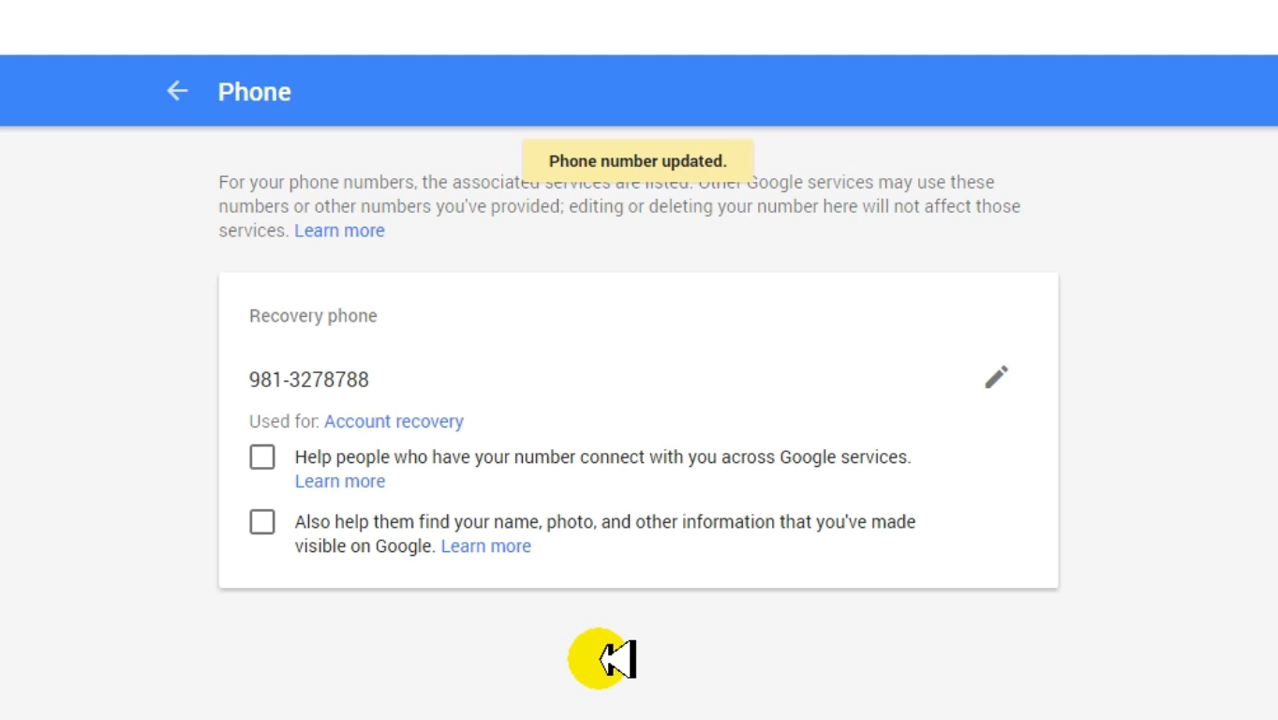 Phone
Phone number updated.
For your phone numbers, the associated services are listed. Other Google services may use these
numbers or other numbers you've provided; editing or deleting your number here will not affect those
services. Learn more
Recovery phone
981-3278788
Used for: Account recovery
Help people who have your number connect with you across Google services.
Learn more
Also help them find your name, photo, and other information that you've made
visible on Google. Learn more